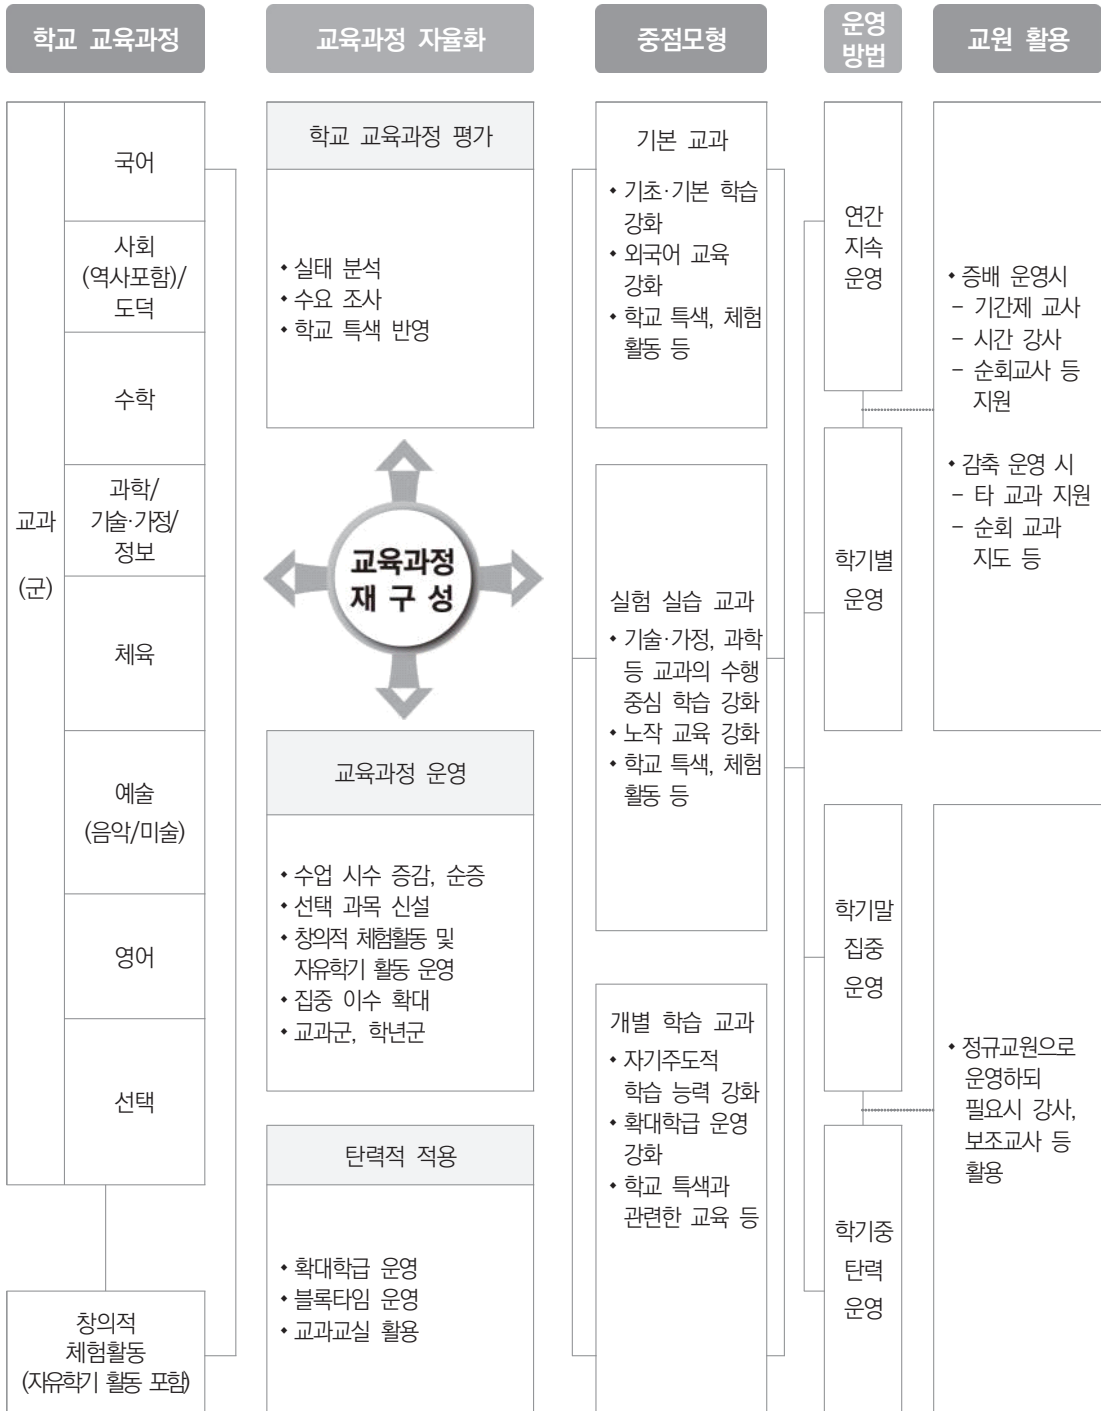 학교 교육과정
교육과정 자율화
중점모형
운영
방법
교원 활용
교과
(군)
국어
사회
(역사포함)/
도덕
수학
과학/
기술·가정/
정보
체육
예술
(음악/미술)
영어
선택
창의적
체험활동
(자유학기 활동 포함)
학교 교육과정 평가
• 실태 분석
• 수요 조사
• 학교 특색 반영
교육과정
재 구 성
교육과정 운영
• 수업 시수 증감, 순증
• 선택 과목 신설
• 창의적 체험활동 및
자유학기 활동 운영
• 집중 이수 확대
• 교과군, 학년군
탄력적 적용
• 확대학급 운영
• 블록타임 운영
• 교과교실 활용
기본 교과
• 기초·기본 학습
강화
• 외국어 교육
강화
• 학교 특색, 체험
활동 등
실험 실습 교과
• 기술·가정, 과학
등 교과의 수행
중심 학습 강화
• 노작 교육 강화
• 학교 특색, 체험
활동 등
개별 학습 교과
• 자기주도적
학습 능력 강화
• 확대학급 운영
강화
• 학교 특색과
관련한 교육 등
연간
지속
운영
학기별
운영
학기말
집중
운영
학기중
탄력
운영
• 증배 운영시
- 기간제 교사
- 시간 강사
- 순회교사 등
지원
• 감축 운영 시
- 타 교과 지원
- 순회 교과
지도 등
• 정규교원으로
운영하되
필요시 강사,
보조교사 등
활용